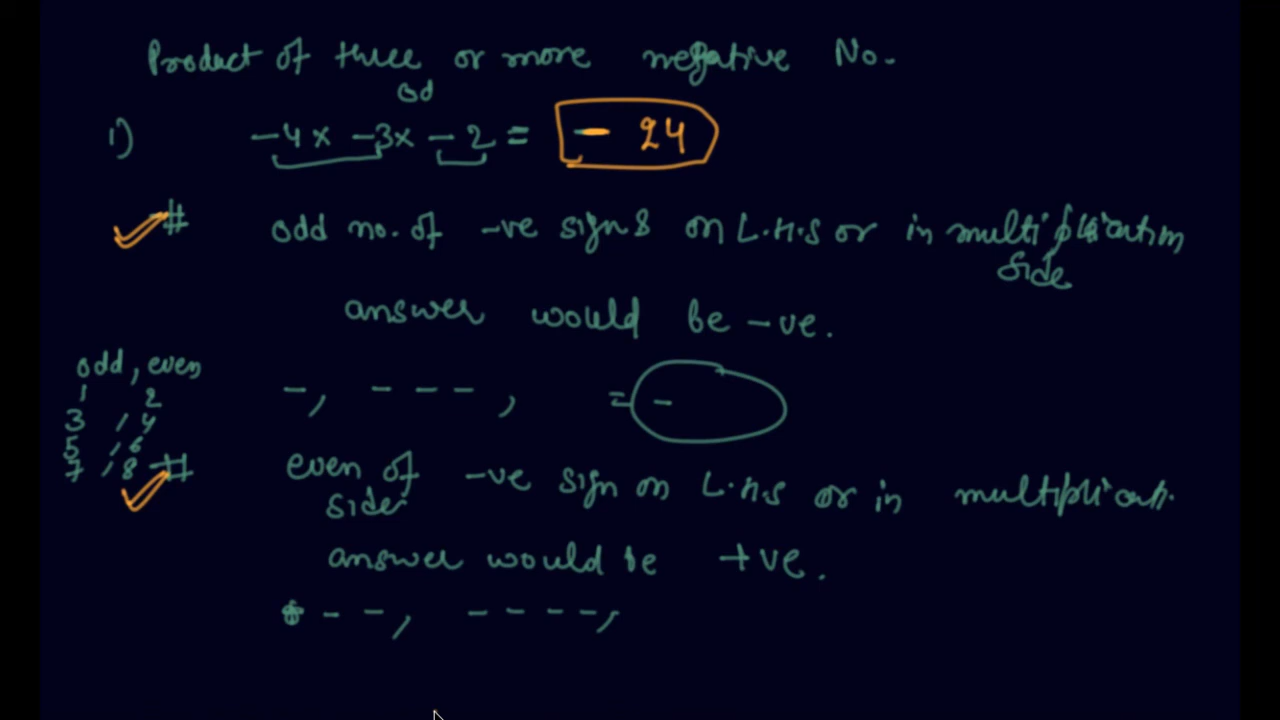 Product of three or more negative No.
od
1) -4x -3x -2 = - 24
# odd no. of -ve signs on L.H.S or in multiplication
side
answer would be -ve.
odd, even
1 2
3 , 4
5 , 6
7 , 8
-, - - - , = -
# even of -ve sign on L.H.S or in multiplicati.
side
answer would be +ve.
- -, - - - -,